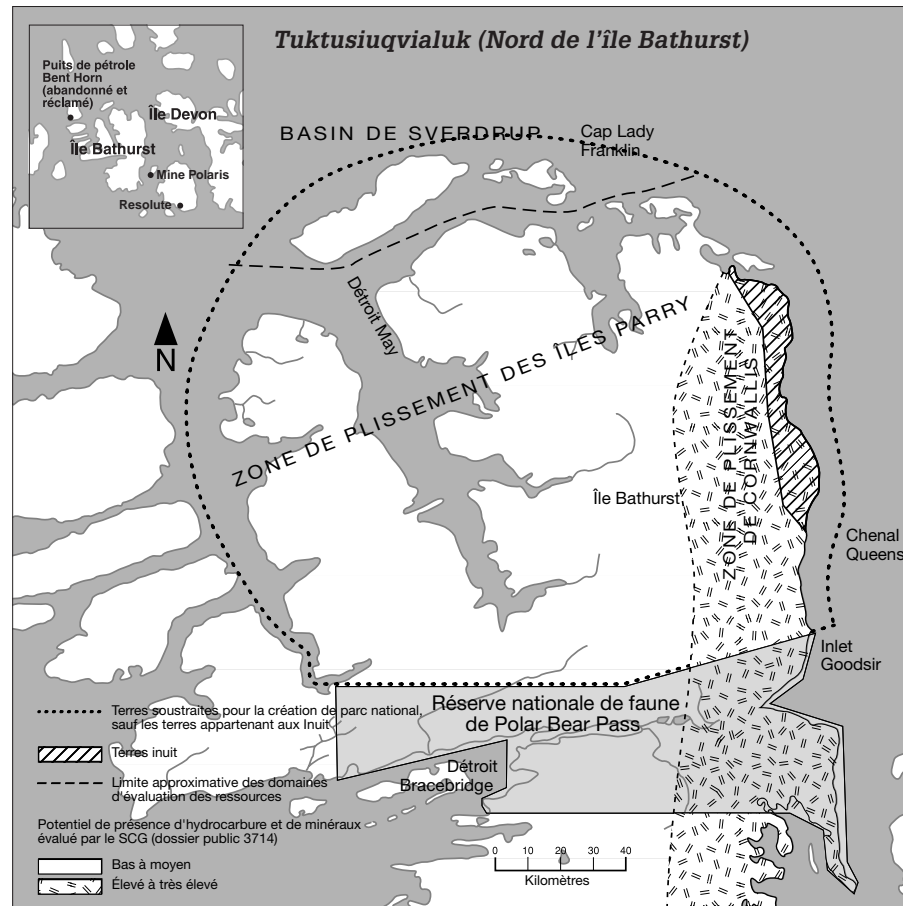 Tuktusiuqvialuk (Nord de l'île Bathurst)
Puits de pétrole
Bent Horn
(abandonné et
réclamé)
Île Devon
Île Bathurst
Mine Polaris
Resolute
BASIN DE SVERDRUP
Cap Lady
Franklin
Détroit May
N
ZONE DE PLISSEMENT DES ÎLES PARRY
ZONE DE PLISSEMENT
DE CORNWALLIS
Île Bathurst
Chenal
Queens
Inlet
Goodsir
Réserve nationale de faune
de Polar Bear Pass
Détroit
Bracebridge
Terres soustraites pour la création de parc national,
sauf les terres appartenant aux Inuit
Terres inuit
Limite approximative des domaines
d'évaluation des ressources
Potentiel de présence d'hydrocarbure et de minéraux
évalué par le SCG (dossier public 3714)
Bas à moyen
Élevé à très élevé
0 10 20 30 40
Kilomètres